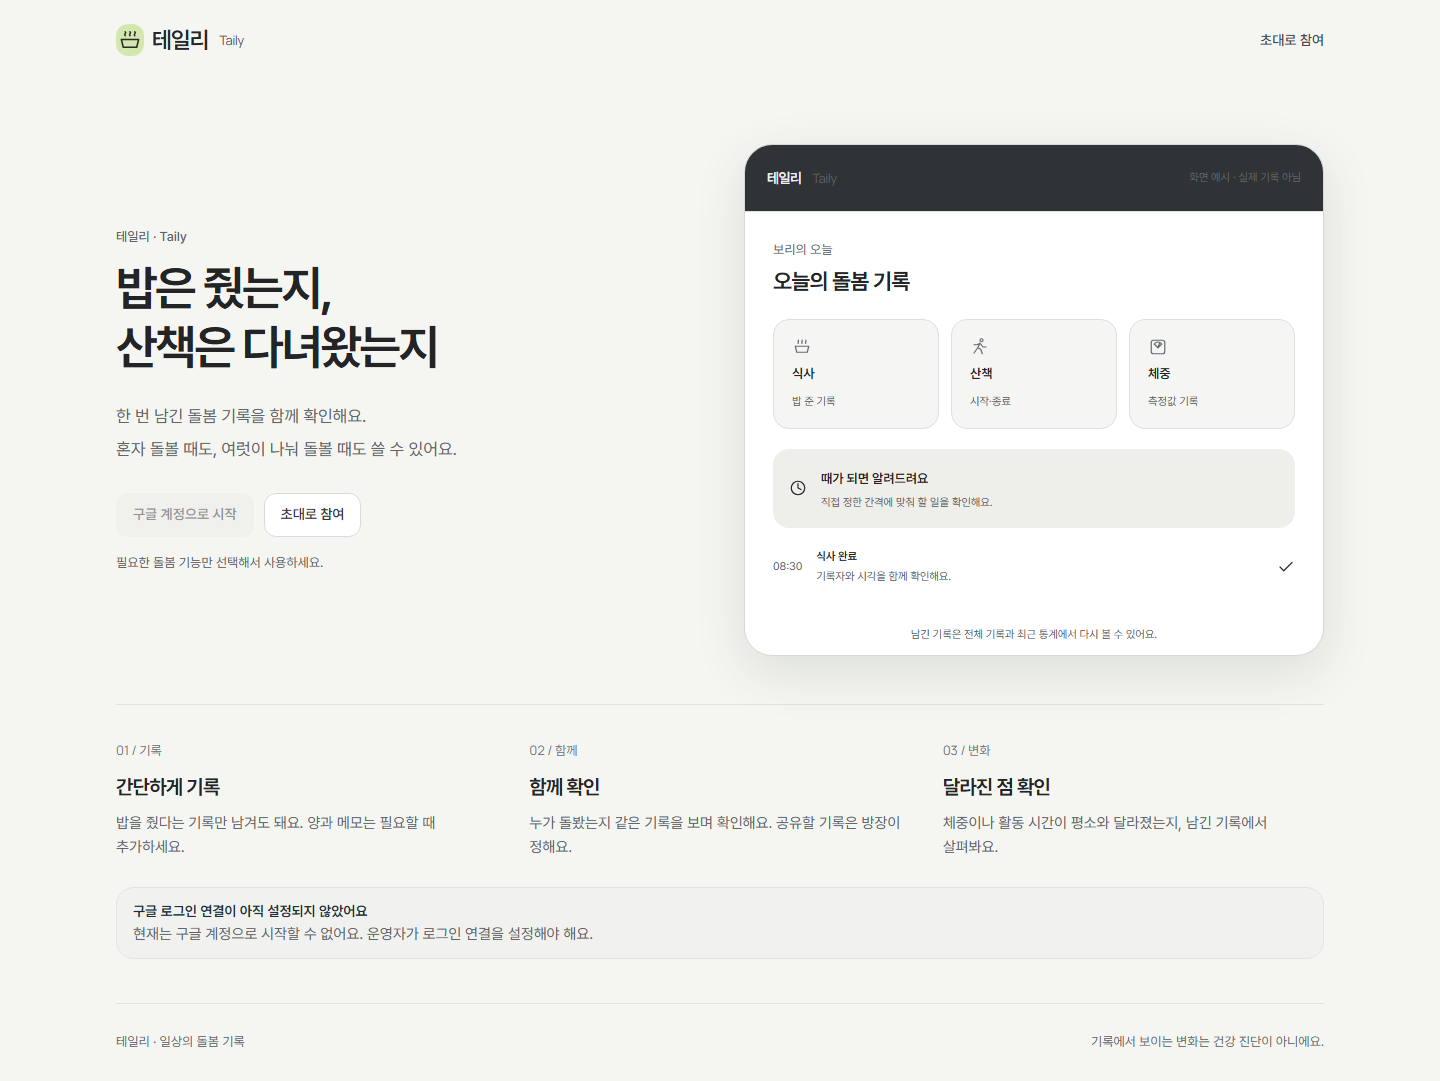 테일리 Taily
초대로 참여
테일리 · Taily
밥은 줬는지,
산책은 다녀왔는지
한 번 남긴 돌봄 기록을 함께 확인해요.
혼자 돌볼 때도, 여럿이 나눠 돌볼 때도 쓸 수 있어요.
구글 계정으로 시작
초대로 참여
필요한 돌봄 기능만 선택해서 사용하세요.
테일리 Taily
화면 예시 · 실제 기록 아님
보리의 오늘
오늘의 돌봄 기록
식사
밥 준 기록
산책
시작·종료
체중
측정값 기록
때가 되면 알려드려요
직접 정한 간격에 맞춰 할 일을 확인해요.
08:30
식사 완료
기록자와 시각을 함께 확인해요.
남긴 기록은 전체 기록과 최근 통계에서 다시 볼 수 있어요.
01 / 기록
간단하게 기록
밥을 줬다는 기록만 남겨도 돼요. 양과 메모는 필요할 때
추가하세요.
02 / 함께
함께 확인
누가 돌봤는지 같은 기록을 보며 확인해요. 공유할 기록은 방장이
정해요.
03 / 변화
달라진 점 확인
체중이나 활동 시간이 평소와 달라졌는지, 남긴 기록에서
살펴봐요.
구글 로그인 연결이 아직 설정되지 않았어요
현재는 구글 계정으로 시작할 수 없어요. 운영자가 로그인 연결을 설정해야 해요.
테일리 · 일상의 돌봄 기록
기록에서 보이는 변화는 건강 진단이 아니에요.